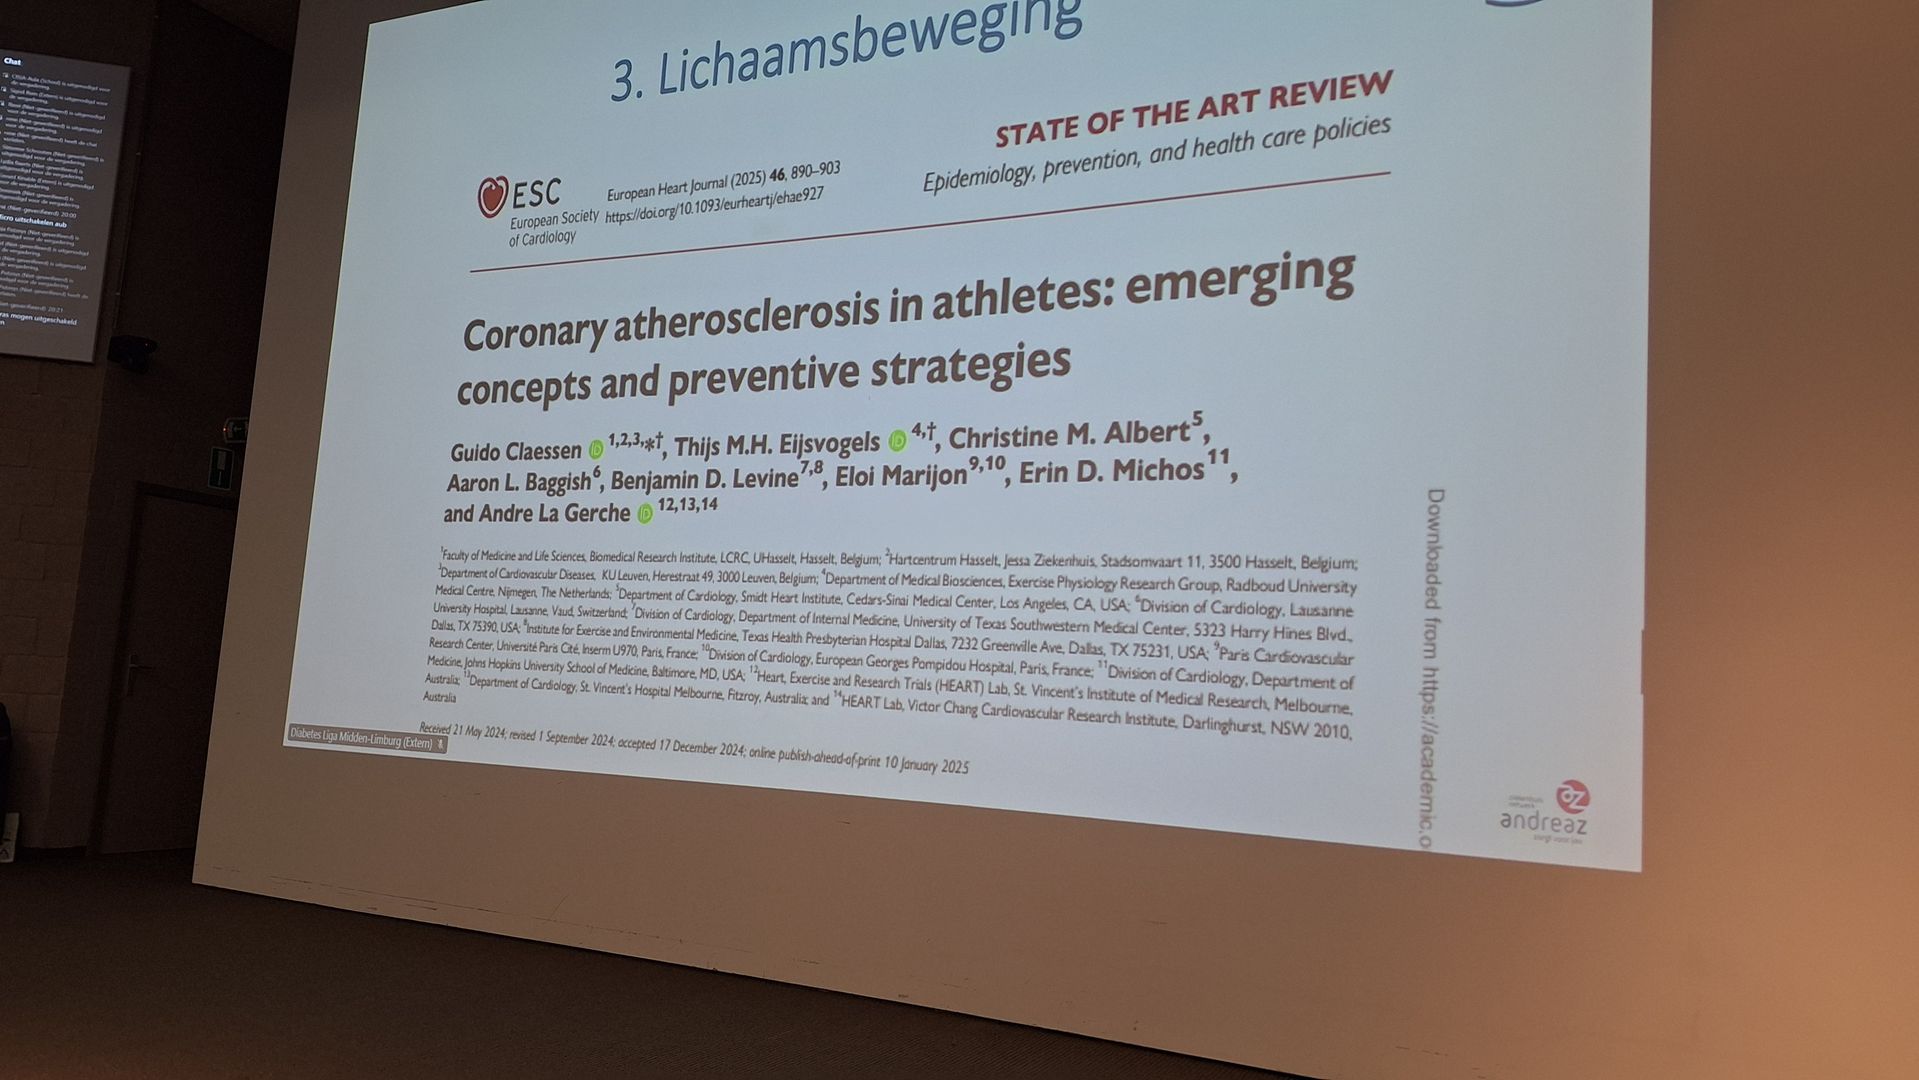 3. Lichaamsbeweging
STATE OF THE ART REVIEW
Epidemiology, prevention, and health care policies
ESC
European Society
of Cardiology
European Heart Journal (2025) 46, 890–903
https://doi.org/10.1093/eurheartj/ehae927
Coronary atherosclerosis in athletes: emerging
concepts and preventive strategies
Guido Claessen 1,2,3,*†, Thijs M.H. Eijsvogels 4,†, Christine M. Albert5,
Aaron L. Baggish6, Benjamin D. Levine7,8, Eloi Marijon9,10, Erin D. Michos11,
and Andre La Gerche 12,13,14
1Faculty of Medicine and Life Sciences, Biomedical Research Institute, LCRC, UHasselt, Hasselt, Belgium; 2Hartcentrum Hasselt, Jessa Ziekenhuis, Stadsomvaart 11, 3500 Hasselt, Belgium;
3Department of Cardiovascular Diseases, KU Leuven, Herestraat 49, 3000 Leuven, Belgium; 4Department of Medical Biosciences, Exercise Physiology Research Group, Radboud University
Medical Centre, Nijmegen, The Netherlands; 5Department of Cardiology, Smidt Heart Institute, Cedars-Sinai Medical Center, Los Angeles, CA, USA; 6Division of Cardiology, Lausanne
University Hospital, Lausanne, Vaud, Switzerland; 7Division of Cardiology, Department of Internal Medicine, University of Texas Southwestern Medical Center, 5323 Harry Hines Blvd.,
Dallas, TX 75390, USA; 8Institute for Exercise and Environmental Medicine, Texas Health Presbyterian Hospital Dallas, 7232 Greenville Ave, Dallas, TX 75231, USA; 9Paris Cardiovascular
Research Center, Université Paris Cité, Inserm U970, Paris, France; 10Division of Cardiology, European Georges Pompidou Hospital, Paris, France; 11Division of Cardiology, Department of
Medicine, Johns Hopkins University School of Medicine, Baltimore, MD, USA; 12Heart, Exercise and Research Trials (HEART) Lab, St. Vincent's Institute of Medical Research, Melbourne,
Australia; 13Department of Cardiology, St. Vincent's Hospital Melbourne, Fitzroy, Australia; and 14HEART Lab, Victor Chang Cardiovascular Research Institute, Darlinghurst, NSW 2010,
Australia
Received 21 May 2024; revised 1 September 2024; accepted 17 December 2024; online publish-ahead-of-print 10 January 2025
Downloaded from https://academic.o
Diabetes Liga Midden-Limburg (Extern)
az
andreaz
Chat